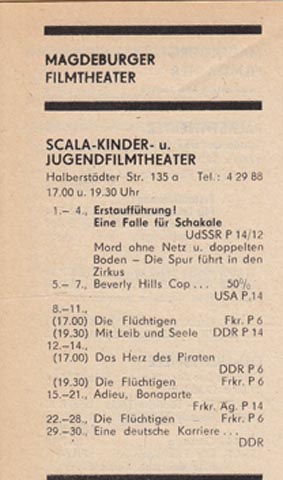 MAGDEBURGER
FILMTHEATER
SCALA-KINDER- u.
JUGENDFILMTHEATER
Halberstädter Str. 135 a Tel.: 4 29 88
17.00 u. 19.30 Uhr
1.— 4., Erstaufführung!
Eine Falle für Schakale
UdSSR P 14/12
Mord ohne Netz u. doppelten
Boden – Die Spur führt in den
Zirkus
5.— 7., Beverly Hills Cop . . . 50%
USA P.14
8.—11.,
(17.00) Die Flüchtigen Fkr. P 6
(19.30) Mit Leib und Seele DDR P 14
12.—14.,
(17.00) Das Herz des Piraten
DDR P 6
(19.30) Die Flüchtigen Fkr. P 6
15.—21., Adieu, Bonaparte
Frkr. Äg. P 14
22.—28., Die Flüchtigen Fkr. P 6
29.—30., Eine deutsche Karriere . . .
DDR